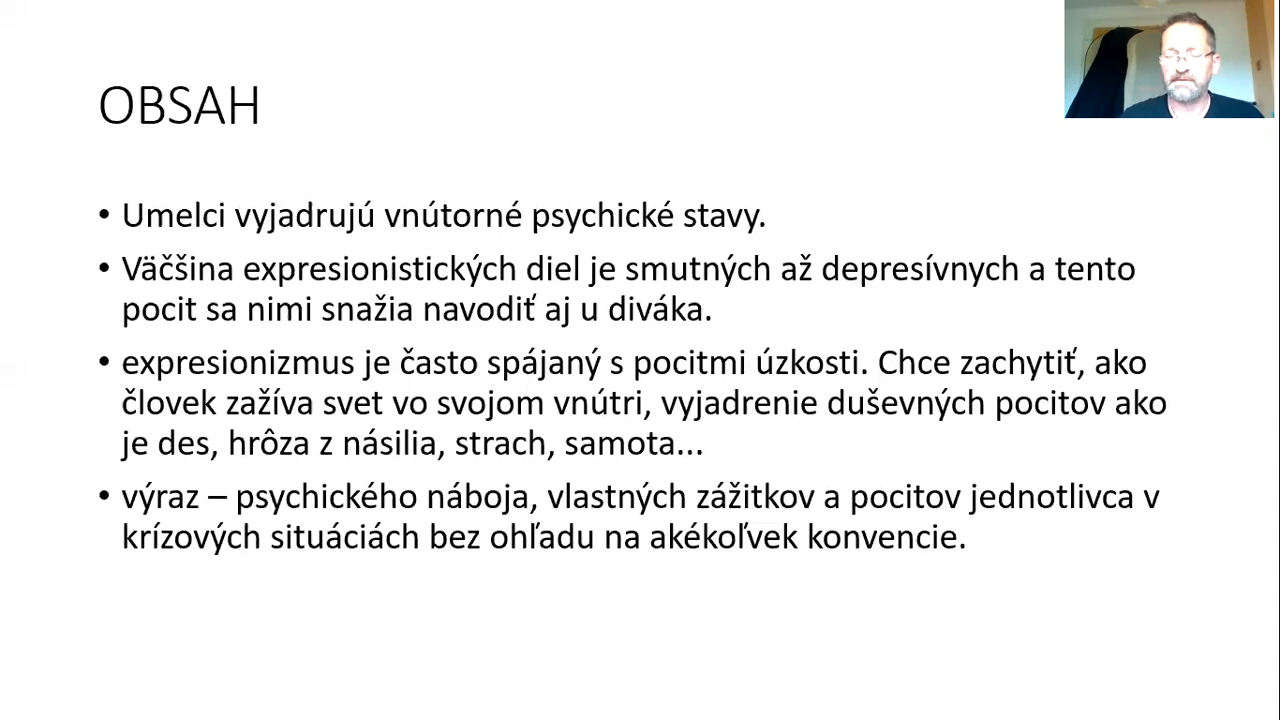 OBSAH
• Umelci vyjadrujú vnútorné psychické stavy.
• Väčšina expresionistických diel je smutných až depresívnych a tento
pocit sa nimi snažia navodiť aj u diváka.
• expresionizmus je často spájaný s pocitmi úzkosti. Chce zachytiť, ako
človek zažíva svet vo svojom vnútri, vyjadrenie duševných pocitov ako
je des, hrôza z násilia, strach, samota...
• výraz – psychického náboja, vlastných zážitkov a pocitov jednotlivca v
krízových situáciách bez ohľadu na akékoľvek konvencie.